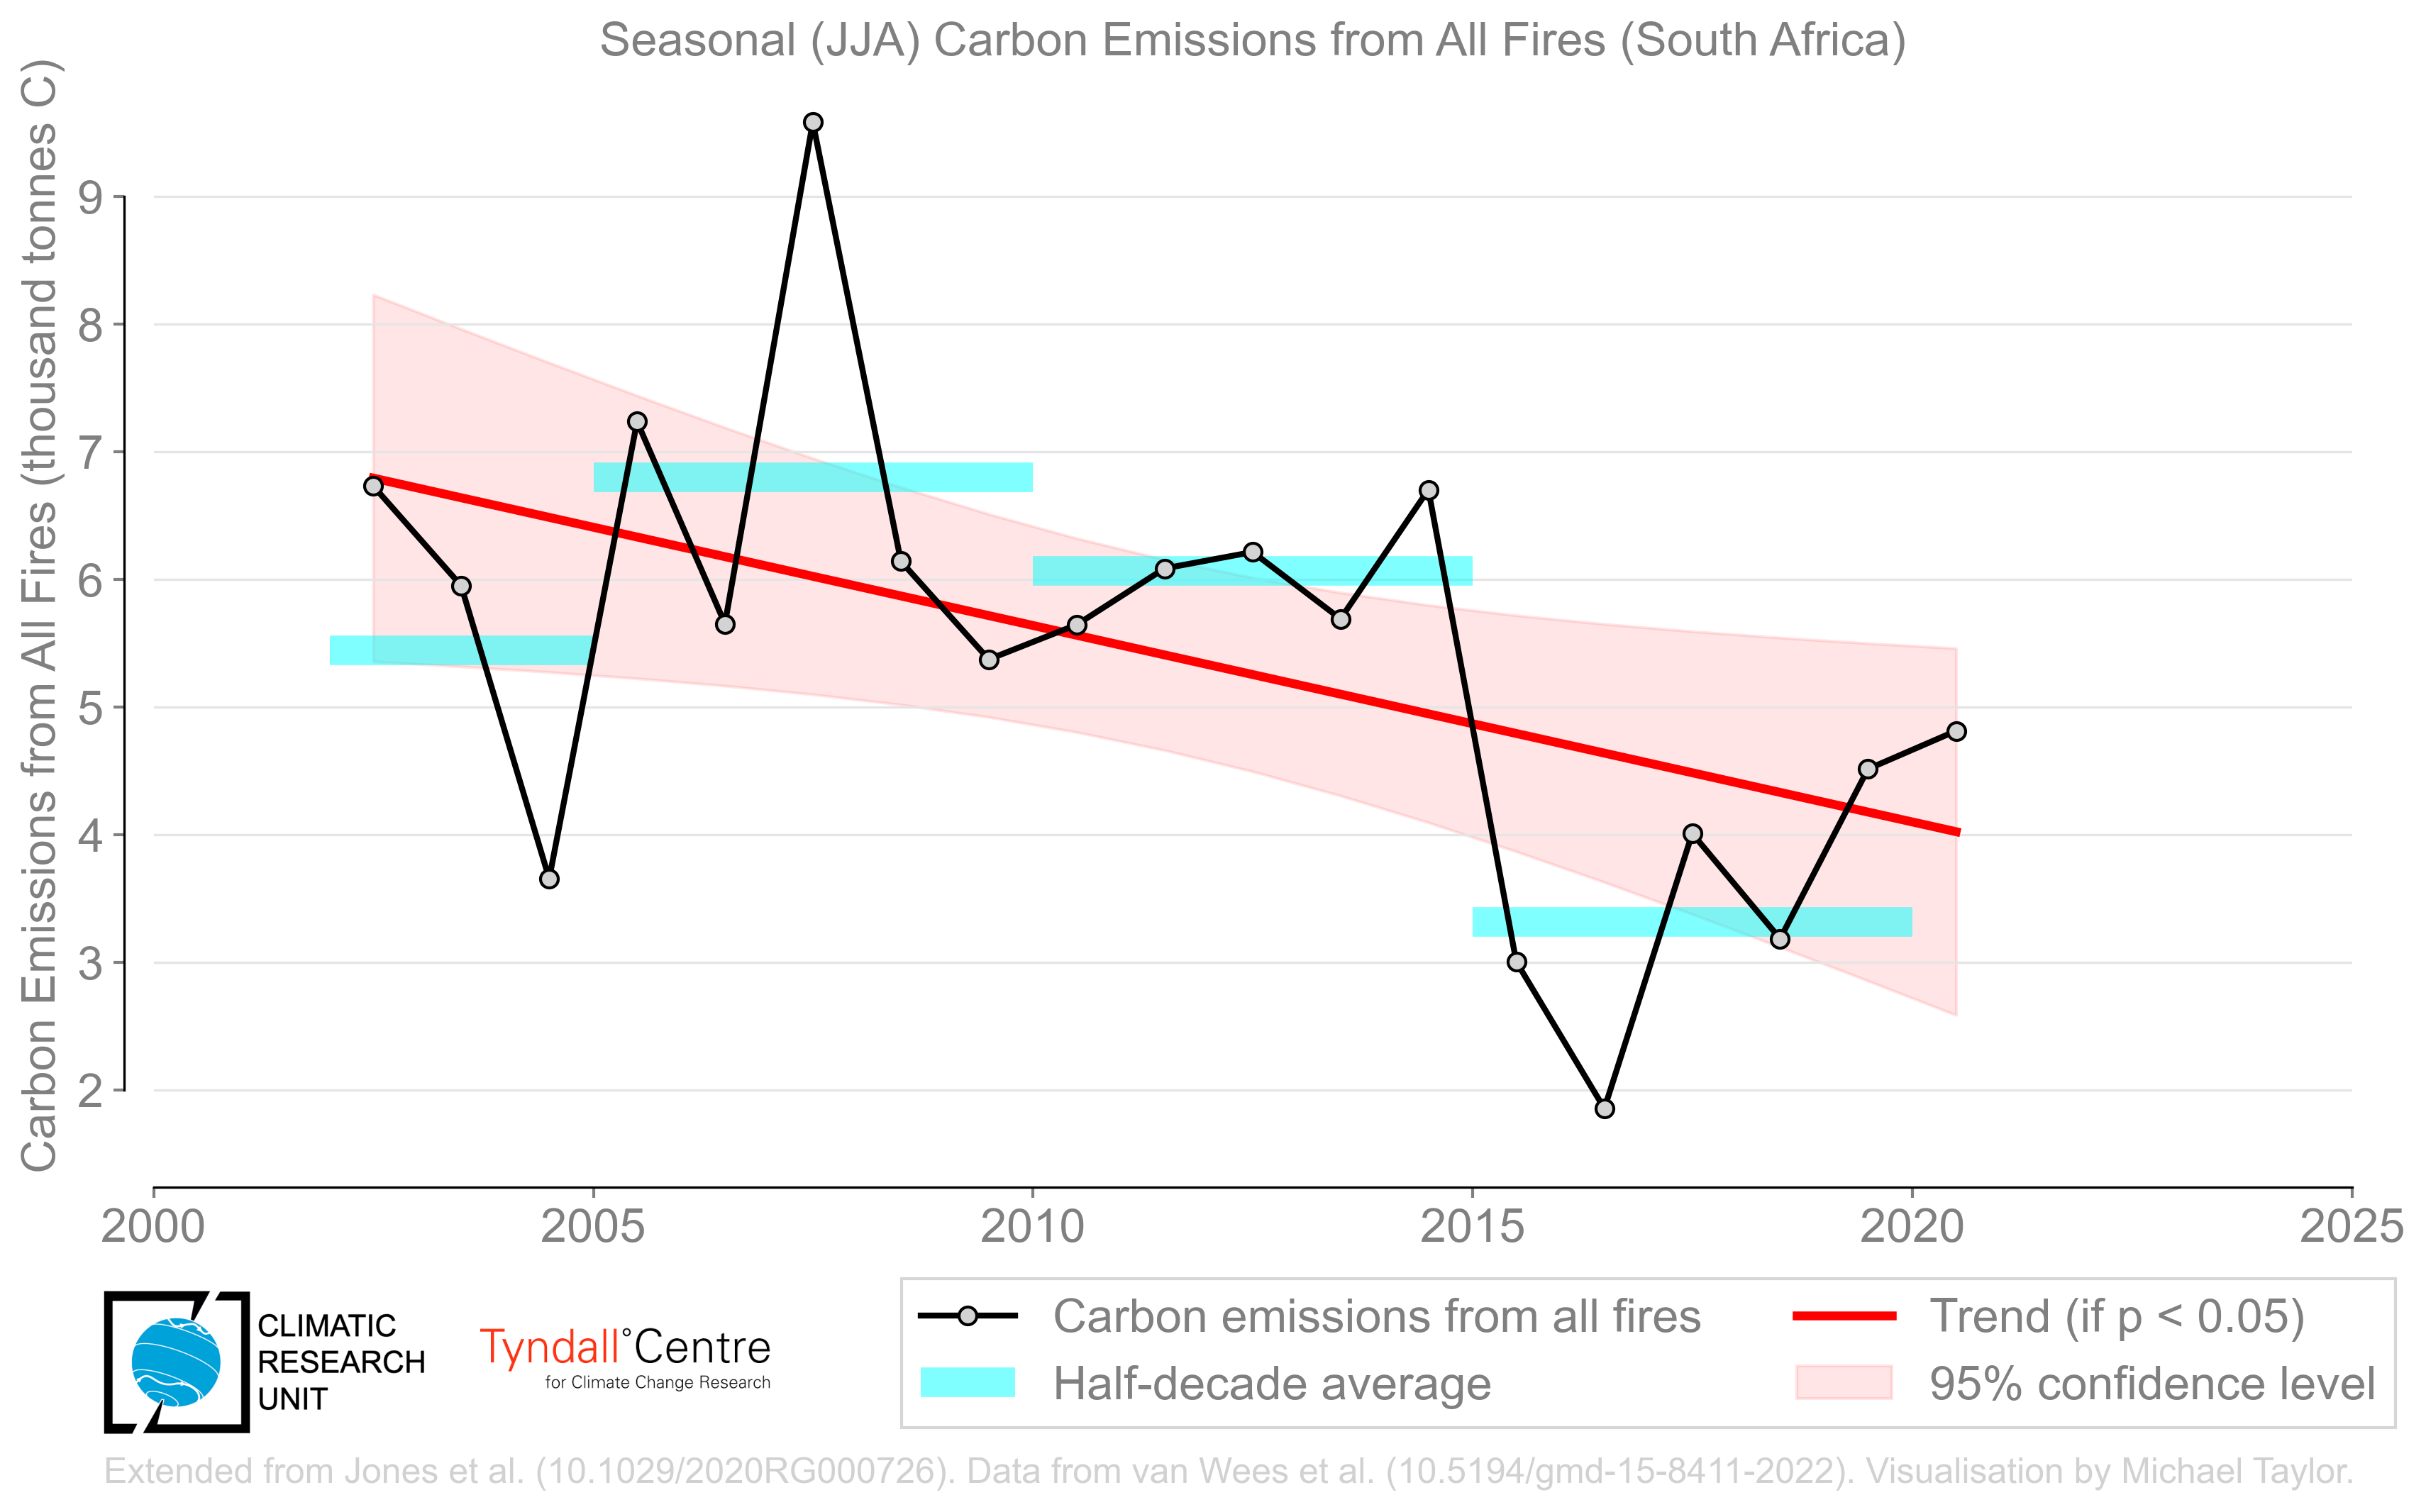 Seasonal (JJA) Carbon Emissions from All Fires (South Africa)
Carbon Emissions from All Fires (thousand tonnes C)
9
8
7
6
5
4
3
2
2000 2005 2010 2015 2020 2025
CLIMATIC
RESEARCH
UNIT
Tyndall°Centre
for Climate Change Research
Carbon emissions from all fires
Half-decade average
Trend (if p < 0.05)
95% confidence level
Extended from Jones et al. (10.1029/2020RG000726). Data from van Wees et al. (10.5194/gmd-15-8411-2022). Visualisation by Michael Taylor.